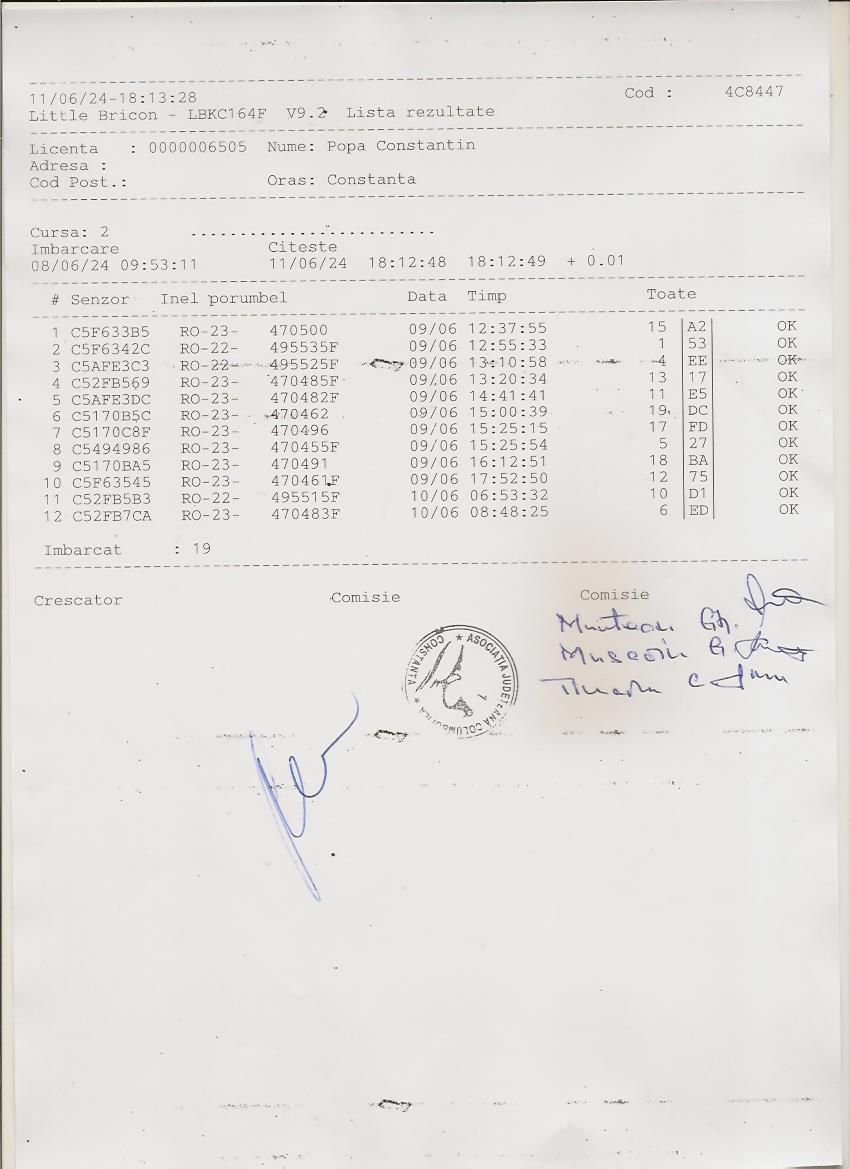 11/06/24-18:13:28 Cod : 4C8447
Little Bricon - LBKC164F V9.2 Lista rezultate
Licenta : 0000006505 Nume: Popa Constantin
Adresa :
Cod Post.: Oras: Constanta
Cursa: 2 ..........................
Imbarcare Citeste
08/06/24 09:53:11 11/06/24 18:12:48 18:12:49 + 0.01
# Senzor Inel porumbel Data Timp Toate
1 C5F633B5 RO-23- 470500 09/06 12:37:55 15 |A2| OK
2 C5F6342C RO-22- 495535F 09/06 12:55:33 1 |53| OK
3 C5AFE3C3 RO-22- 495525F 09/06 13:10:58 4 |EE| OK
4 C52FB569 RO-23- 470485F 09/06 13:20:34 13 |17| OK
5 C5AFE3DC RO-23- 470482F 09/06 14:41:41 11 |E5| OK
6 C5170B5C RO-23- 470462 09/06 15:00:39 19 |DC| OK
7 C5170C8F RO-23- 470496 09/06 15:25:15 17 |FD| OK
8 C5494986 RO-23- 470455F 09/06 15:25:54 5 |27| OK
9 C5170BA5 RO-23- 470491 09/06 16:12:51 18 |BA| OK
10 C5F63545 RO-23- 470461F 09/06 17:52:50 12 |75| OK
11 C52FB5B3 RO-22- 495515F 10/06 06:53:32 10 |D1| OK
12 C52FB7CA RO-23- 470483F 10/06 08:48:25 6 |ED| OK
Imbarcat : 19
Crescator Comisie Comisie
ASOCIATIA JUDETEANA COLUMBOFILA ★ CONSTANTA ★
1